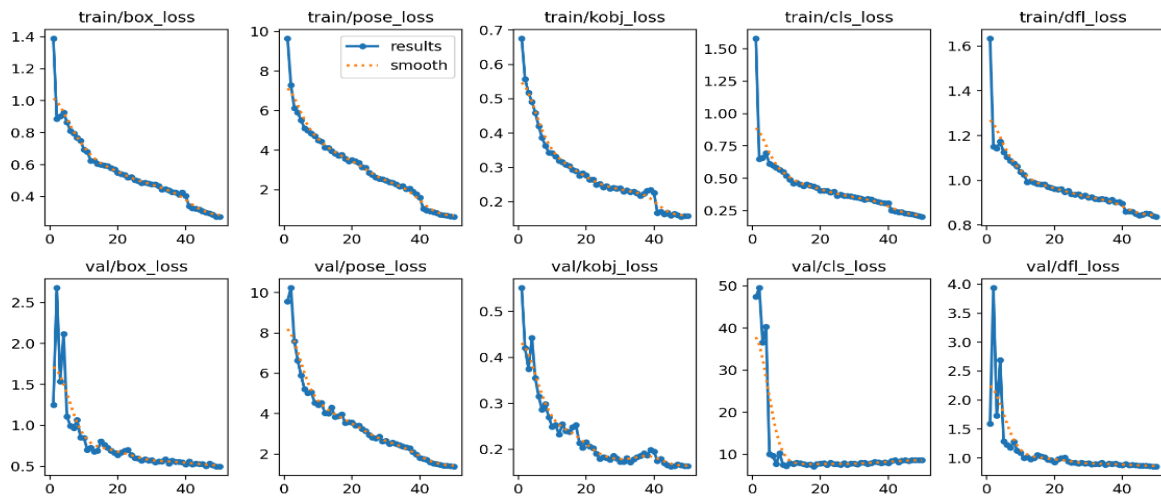 train/box_loss train/pose_loss train/kobj_loss train/cls_loss train/dfl_loss
1.4 10 0.7 1.50 1.6
results
smooth
1.2 8 0.6 1.25 1.4
1.0 0.5 1.00
0.8 6 0.4 0.75 1.2
0.6 4 0.3 0.50 1.0
0.4 2 0.2 0.25 0.8
0 20 40 0 20 40 0 20 40 0 20 40 0 20 40
val/box_loss val/pose_loss val/kobj_loss val/cls_loss val/dfl_loss
2.5 10 0.5 50 4.0
2.0 8 0.4 40 3.5
1.5 6 0.3 30 3.0
1.0 4 0.2 20 2.5
0.5 2 10 2.0
1.5
1.0
0 20 40 0 20 40 0 20 40 0 20 40 0 20 40